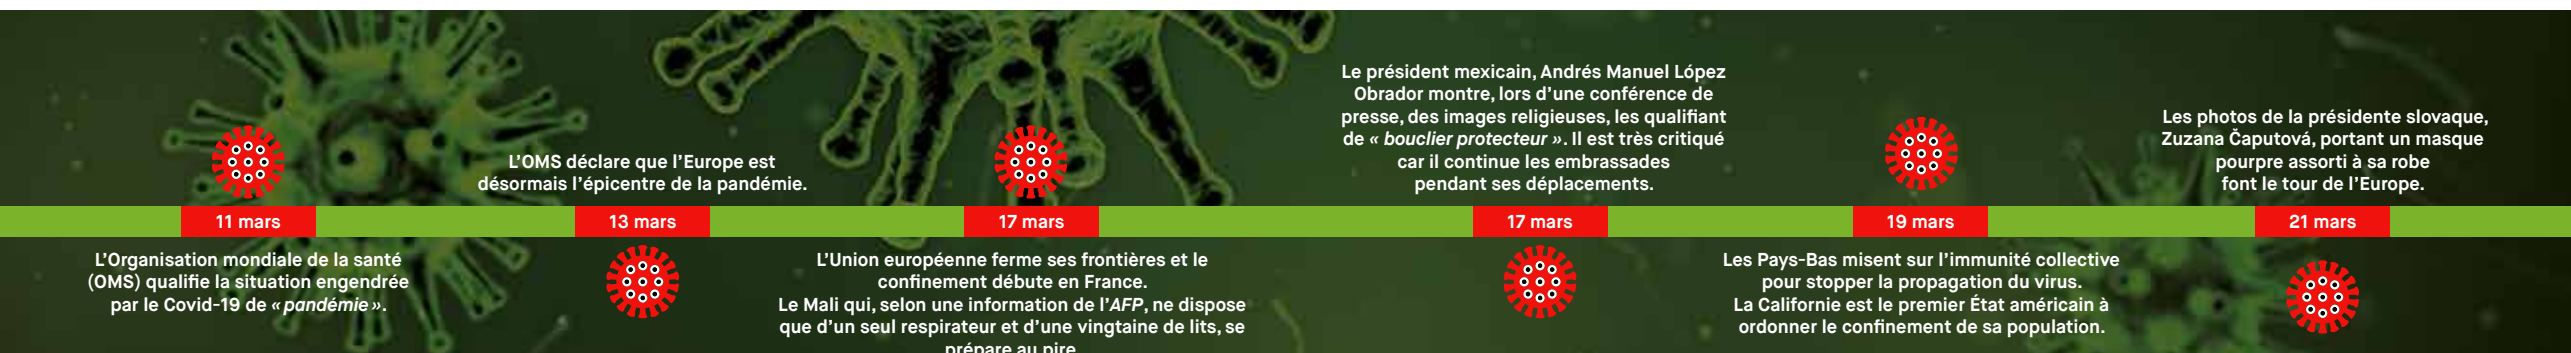 11 mars
L'Organisation mondiale de la santé
(OMS) qualifie la situation engendrée
par le Covid-19 de « pandémie ».
L'OMS déclare que l'Europe est
désormais l'épicentre de la pandémie.
13 mars
17 mars
L'Union européenne ferme ses frontières et le
confinement débute en France.
Le Mali qui, selon une information de l'AFP, ne dispose
que d'un seul respirateur et d'une vingtaine de lits, se
prépare au pire
Le président mexicain, Andrés Manuel López
Obrador montre, lors d'une conférence de
presse, des images religieuses, les qualifiant
de « bouclier protecteur ». Il est très critiqué
car il continue les embrassades
pendant ses déplacements.
17 mars
19 mars
Les Pays-Bas misent sur l'immunité collective
pour stopper la propagation du virus.
La Californie est le premier État américain à
ordonner le confinement de sa population.
Les photos de la présidente slovaque,
Zuzana Čaputová, portant un masque
pourpre assorti à sa robe
font le tour de l'Europe.
21 mars